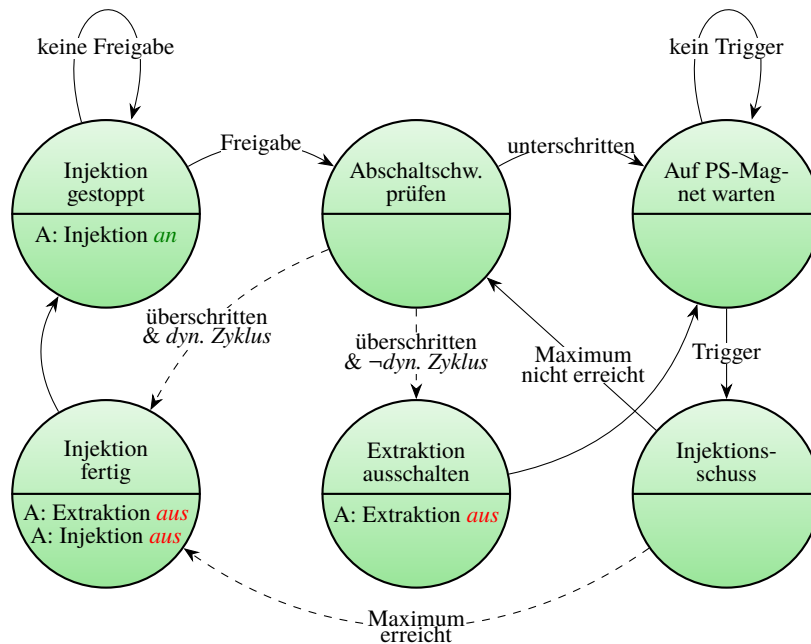 keine Freigabe
kein Trigger
Freigabe
unterschritten
Injektion
gestoppt
A: Injektion an
Abschaltschw.
prüfen
Auf PS-Mag-
net warten
überschritten
& dyn. Zyklus
überschritten
& ¬dyn. Zyklus
Maximum
nicht erreicht
Trigger
Injektion
fertig
A: Extraktion aus
A: Injektion aus
Extraktion
ausschalten
A: Extraktion aus
Injektions-
schuss
Maximum
erreicht